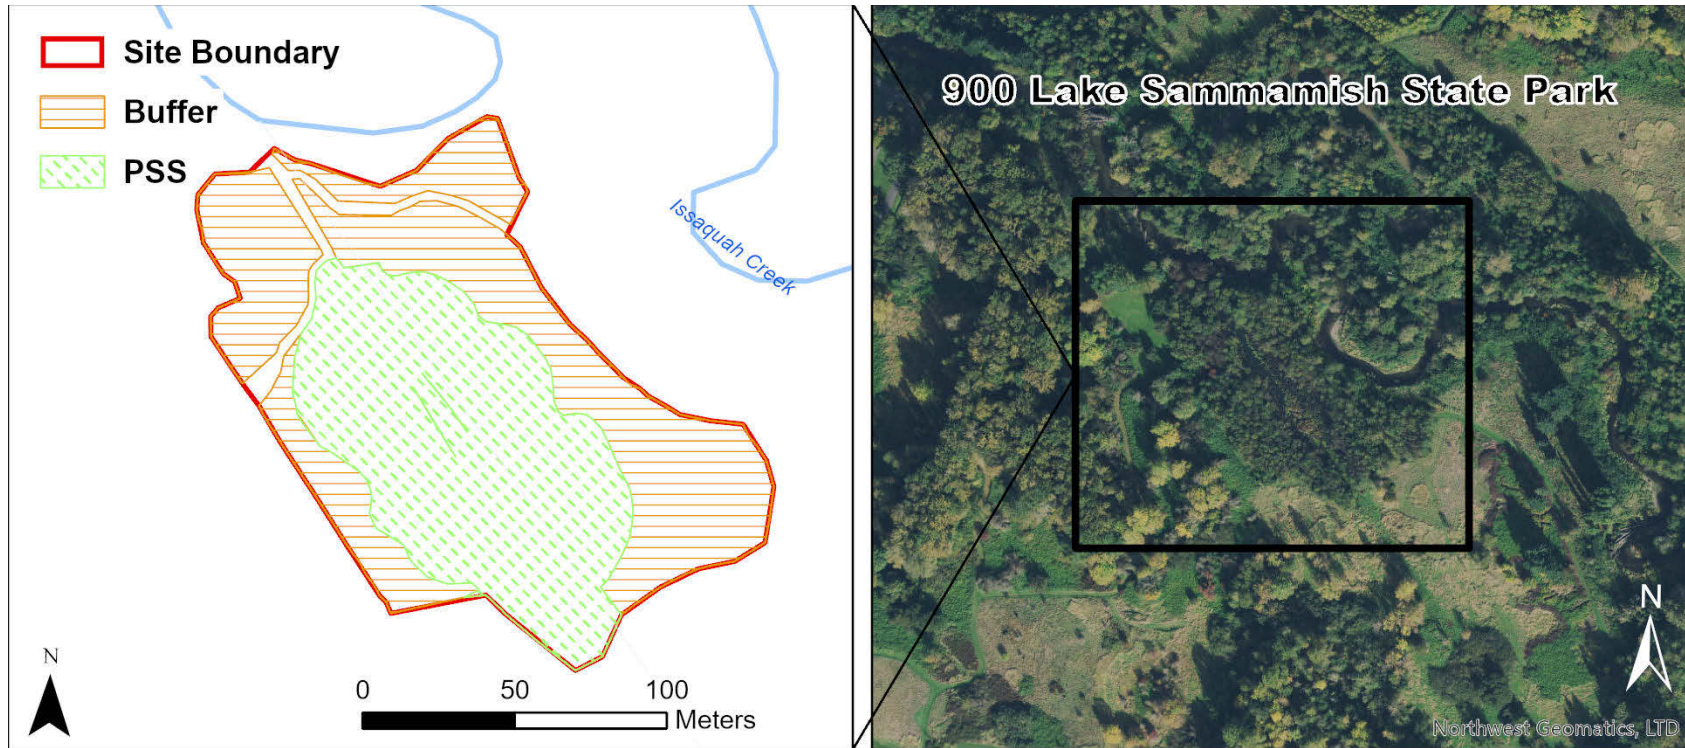 Site Boundary
Buffer
PSS
Issaquah Creek
N
0 50 100
Meters
900 Lake Sammamish State Park
N
Northwest Geomatics, LTD